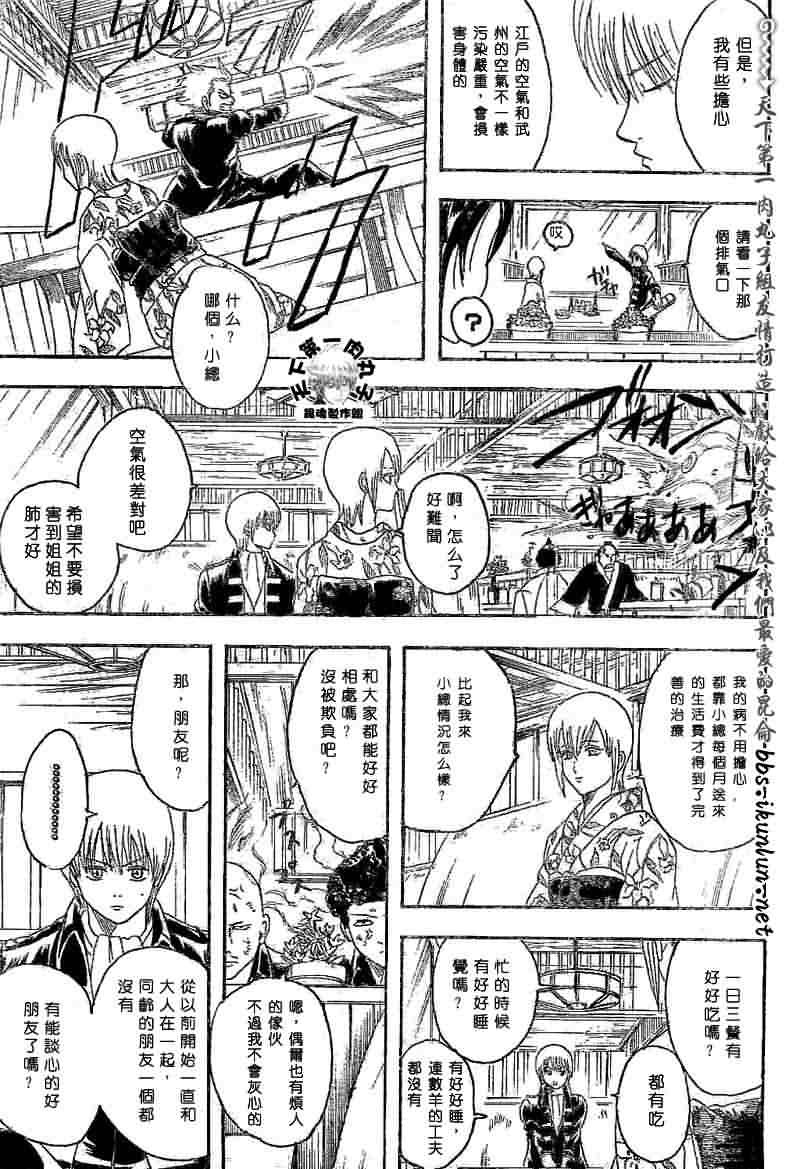 但是，
我有些擔心
江戶的空氣和武
州的空氣不一樣
污染嚴重，會損
害身體的
請看一下那
個排氣口
哎
？
什么？
哪個，小總
啊，怎么了
好難聞
空氣很差對吧
希望不要損
害到姐姐的
肺才好
我的病不用擔心，
都靠小總每個月送來
的生活費才得到了完
善的治療
比起我來
小總情況怎么樣？
一日三餐有
好好吃嗎？
都有吃
忙的時候
有好好睡
覺嗎？
有好好睡，
連數羊的工夫
都沒有
和大家都能好好
相處嗎？
沒被欺負吧？
嗯，偶爾也有煩人
的傢伙
不過我不會灰心的
那，朋友呢？
。。。。。。。。。。。
從以前開始一直和
大人在一起，
同齡的朋友一個都
沒有
有能談心的好
朋友了嗎？
天下第一肉丸子
天下第一肉丸子組友情打造
獻給大家以及我們最愛的昆侖-bbs.ikunlun.net